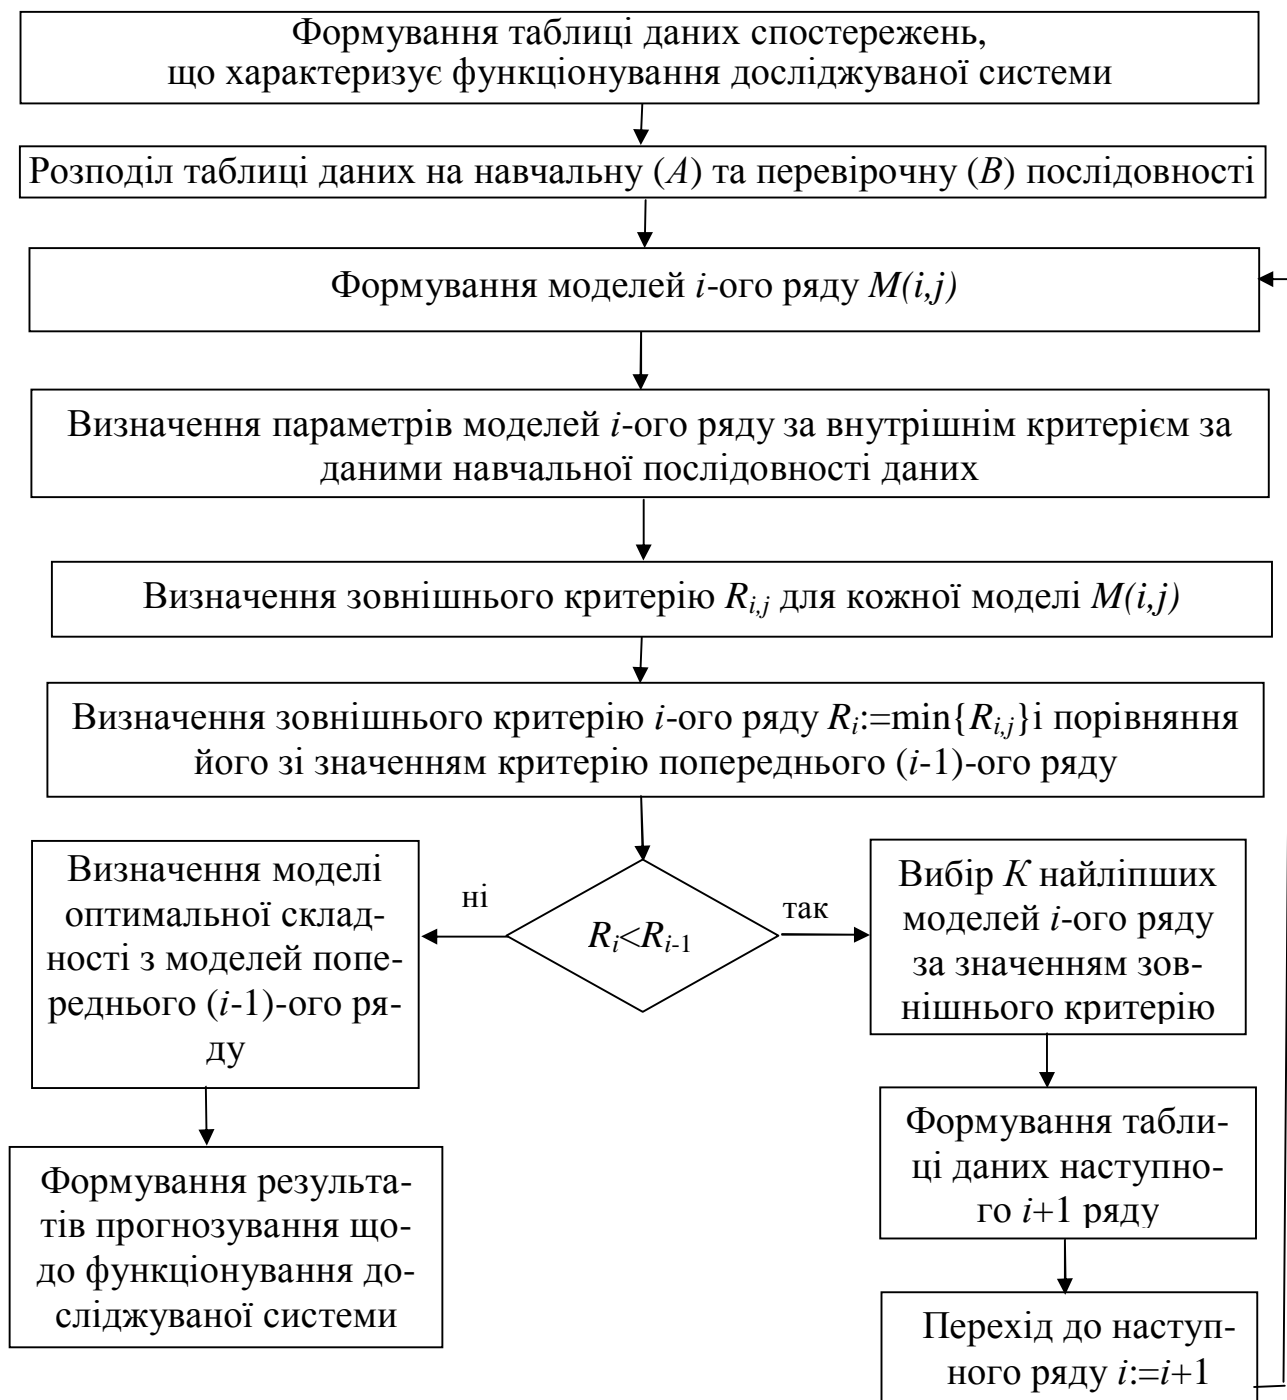 Формування таблиці даних спостережень,
що характеризує функціонування досліджуваної системи
Розподіл таблиці даних на навчальну (A) та перевірочну (B) послідовності
Формування моделей i-ого ряду M(i,j)
Визначення параметрів моделей i-ого ряду за внутрішнім критерієм за
даними навчальної послідовності даних
Визначення зовнішнього критерію R_{i,j} для кожної моделі M(i,j)
Визначення зовнішнього критерію i-ого ряду R_i:=min{R_{i,j}}і порівняння
його зі значенням критерію попереднього (i-1)-ого ряду
Визначення моделі
оптимальної склад-
ності з моделей попе-
реднього (i-1)-ого ря-
ду
ні
R_i<R_{i-1}
так
Вибір K найліпших
моделей i-ого ряду
за значенням зов-
нішнього критерію
Формування результа-
тів прогнозування що-
до функціонування до-
сліджуваної системи
Формування табли-
ці даних наступно-
го i+1 ряду
Перехід до наступ-
ного ряду i:=i+1